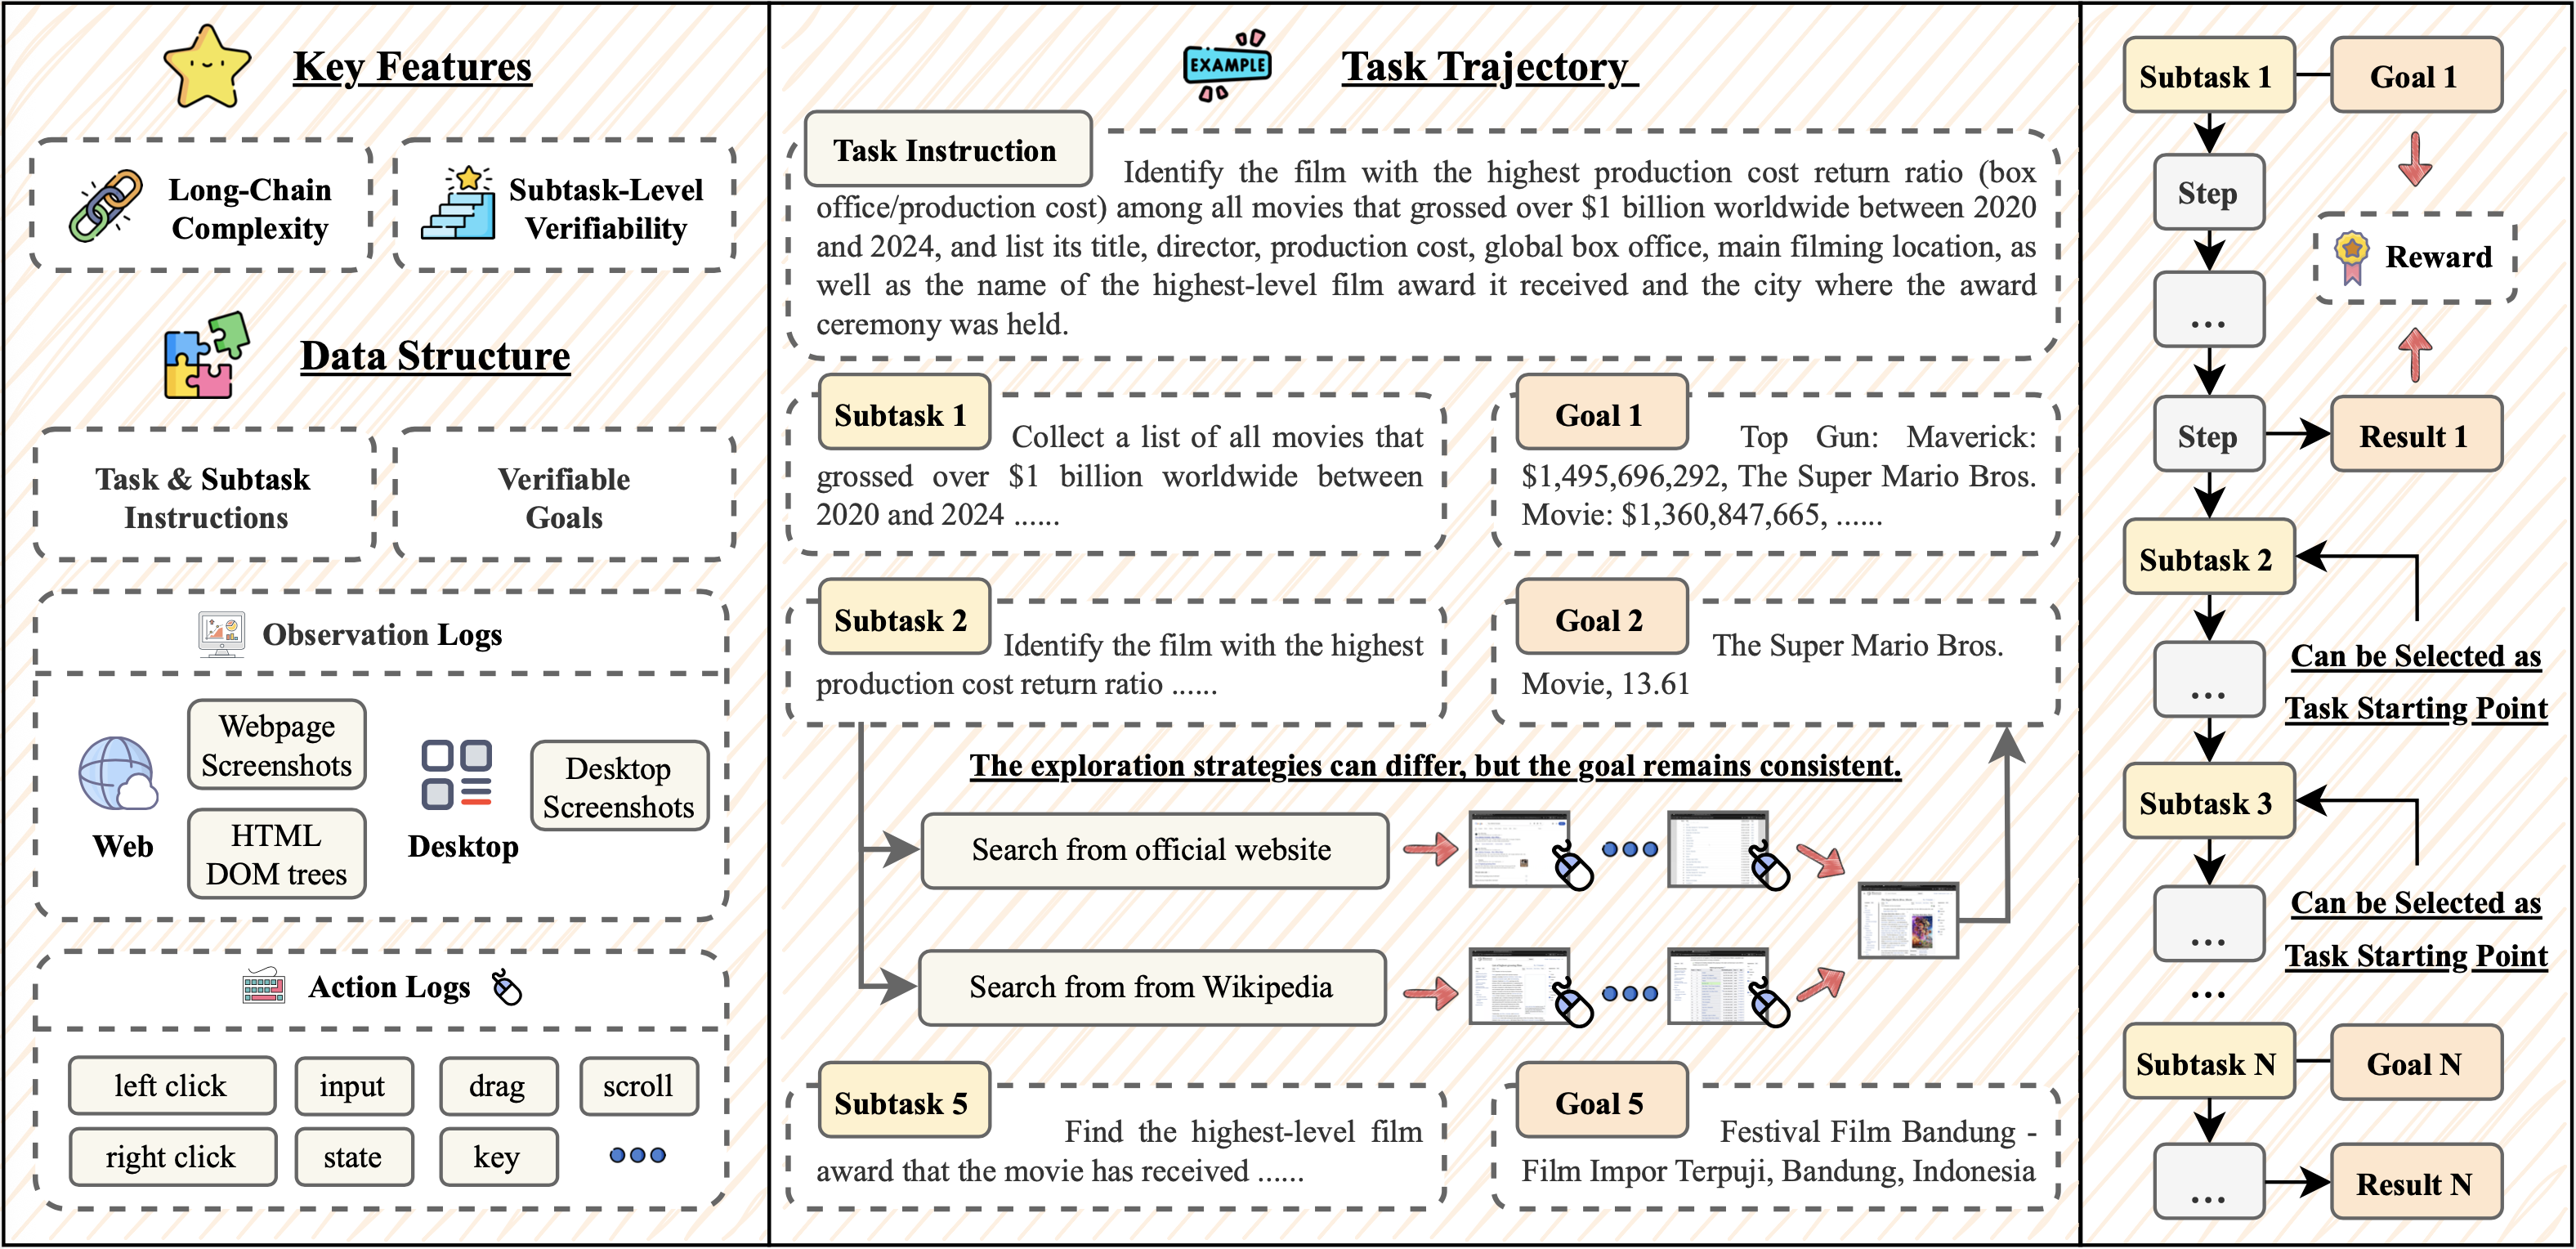 Key Features
Long-Chain
Complexity
Subtask-Level
Verifiability
Data Structure
Task & Subtask
Instructions
Verifiable
Goals
Observation Logs
Web
Webpage
Screenshots
HTML
DOM trees
Desktop
Desktop
Screenshots
Action Logs
left click
input
drag
scroll
right click
state
key
EXAMPLE
Task Trajectory
Task Instruction
Identify the film with the highest production cost return ratio (box
office/production cost) among all movies that grossed over $1 billion worldwide between 2020
and 2024, and list its title, director, production cost, global box office, main filming location, as
well as the name of the highest-level film award it received and the city where the award
ceremony was held.
Subtask 1
Collect a list of all movies that
grossed over $1 billion worldwide between
2020 and 2024 ......
Goal 1
Top Gun: Maverick:
$1,495,696,292, The Super Mario Bros.
Movie: $1,360,847,665, ......
Subtask 2
Identify the film with the highest
production cost return ratio ......
Goal 2
The Super Mario Bros.
Movie, 13.61
The exploration strategies can differ, but the goal remains consistent.
Search from official website
Search from from Wikipedia
Subtask 5
Find the highest-level film
award that the movie has received ......
Goal 5
Festival Film Bandung -
Film Impor Terpuji, Bandung, Indonesia
Subtask 1
Goal 1
Step
Reward
...
Step
Result 1
Subtask 2
...
Can be Selected as
Task Starting Point
Subtask 3
...
Can be Selected as
Task Starting Point
...
Subtask N
Goal N
...
Result N